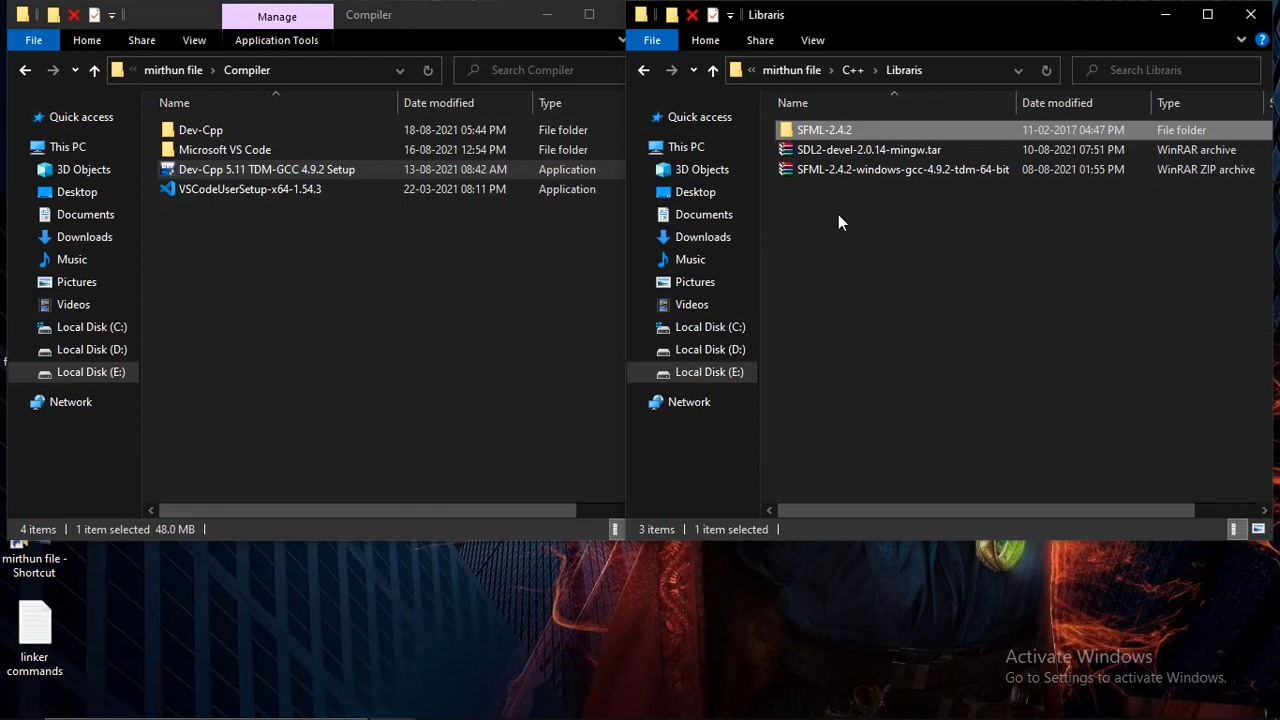 Manage
Compiler
File
Home
Share
View
Application Tools
mirthun file > Compiler
Search Compiler
Quick access
This PC
3D Objects
Desktop
Documents
Downloads
Music
Pictures
Videos
Local Disk (C:)
Local Disk (D:)
Local Disk (E:)
Network
Name Date modified Type
Dev-Cpp 18-08-2021 05:44 PM File folder
Microsoft VS Code 16-08-2021 12:54 PM File folder
Dev-Cpp 5.11 TDM-GCC 4.9.2 Setup 13-08-2021 08:42 AM Application
VSCodeUserSetup-x64-1.54.3 22-03-2021 08:11 PM Application
4 items 1 item selected 48.0 MB
Libraris
File
Home
Share
View
mirthun file > C++ > Libraris
Search Libraris
Quick access
This PC
3D Objects
Desktop
Documents
Downloads
Music
Pictures
Videos
Local Disk (C:)
Local Disk (D:)
Local Disk (E:)
Network
Name Date modified Type
SFML-2.4.2 11-02-2017 04:47 PM File folder
SDL2-devel-2.0.14-mingw.tar 10-08-2021 07:51 PM WinRAR archive
SFML-2.4.2-windows-gcc-4.9.2-tdm-64-bit 08-08-2021 01:55 PM WinRAR ZIP archive
3 items 1 item selected
mirthun file -
Shortcut
linker
commands
Activate Windows
Go to Settings to activate Windows.